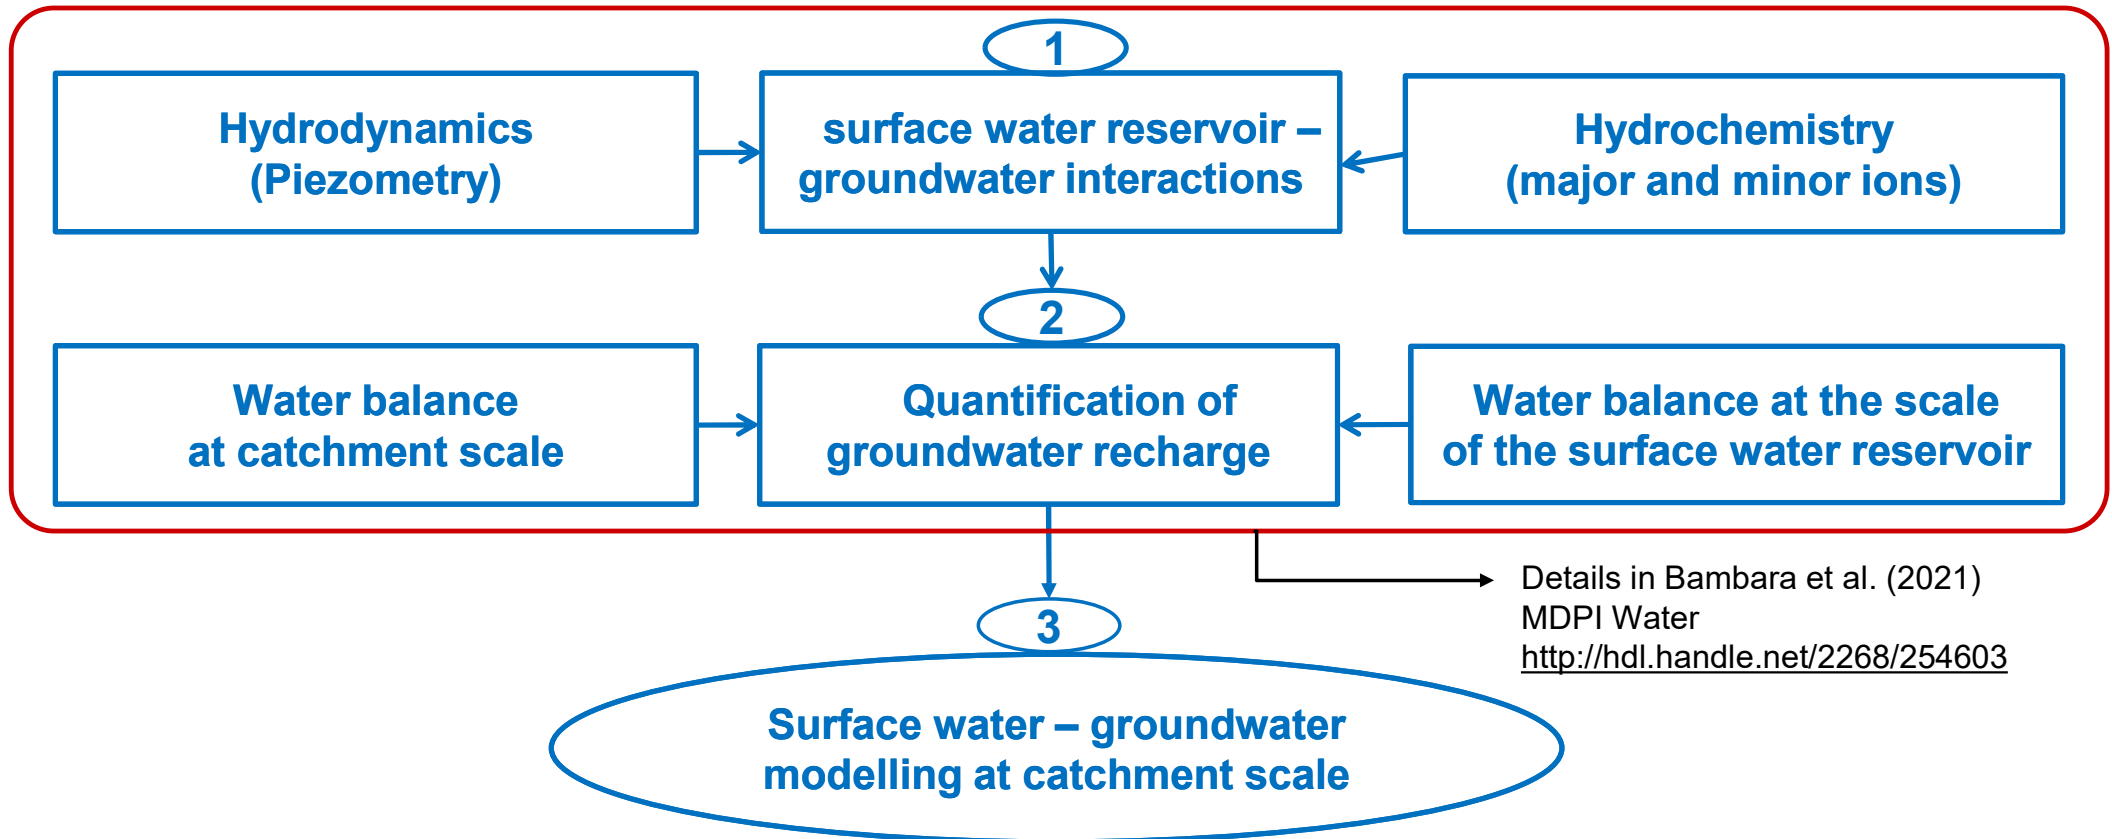 1
Hydrodynamics
(Piezometry)
surface water reservoir –
groundwater interactions
Hydrochemistry
(major and minor ions)
2
Water balance
at catchment scale
Quantification of
groundwater recharge
Water balance at the scale
of the surface water reservoir
Details in Bambara et al. (2021)
MDPI Water
http://hdl.handle.net/2268/254603
3
Surface water – groundwater
modelling at catchment scale